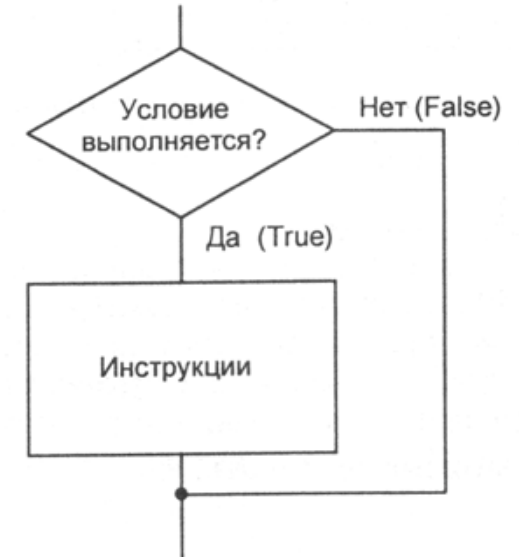 Условие
выполняется?
Нет (False)
Да (True)
Инструкции